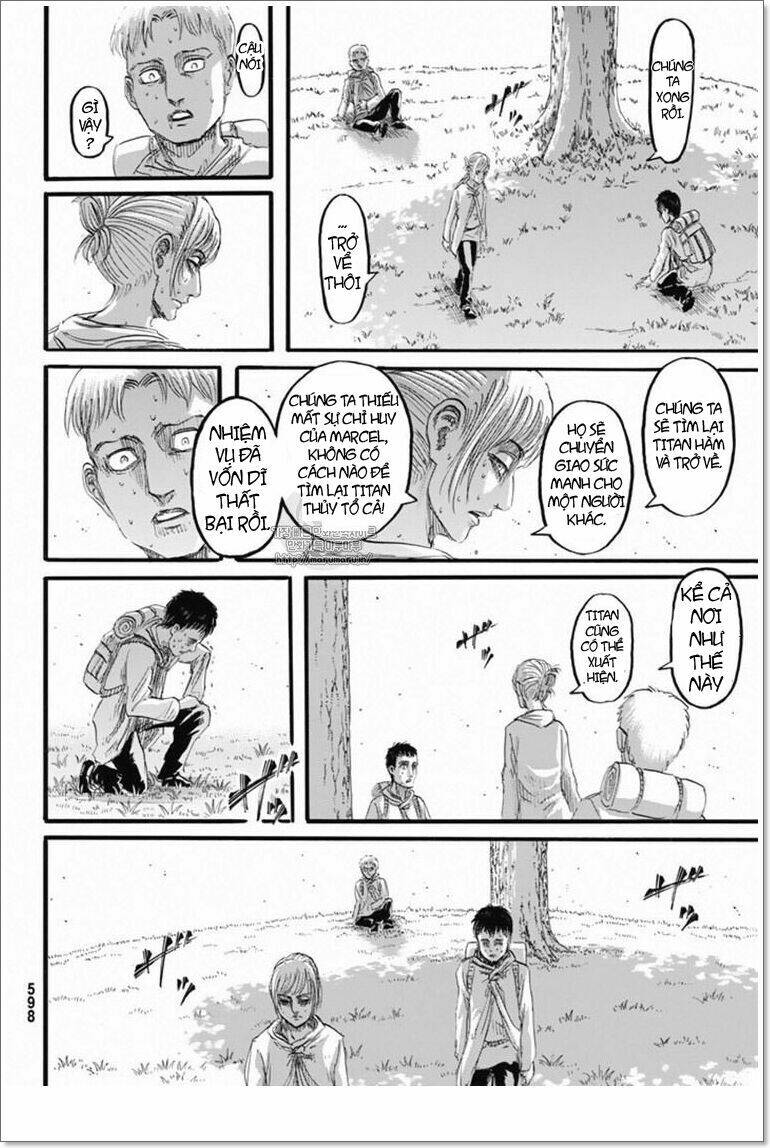 CHÚNG
TA
XONG
RỒI.
...
TRỞ
VỀ
THÔI
CẬU
NÓI
GÌ
VẬY?
CHÚNG TA
SẼ TÌM LẠI
TITAN HÀM
VÀ TRỞ VỀ.
HỌ SẼ
CHUYỂN
GIAO SỨC
MẠNH CHO
MỘT NGƯỜI
KHÁC.
CHÚNG TA THIẾU
MẤT SỰ CHỈ HUY
CỦA MARCEL,
KHÔNG CÓ
CÁCH NÀO ĐỂ
TÌM LẠI TITAN
THỦY TỔ CẢ!
NHIỆM
VỤ ĐÃ
VỐN DĨ
THẤT
BẠI RỒI.
http://marumaru.in/
KỂ CẢ
NƠI
NHƯ
THẾ
NÀY
TITAN
CŨNG
CÓ THỂ
XUẤT
HIỆN.
598